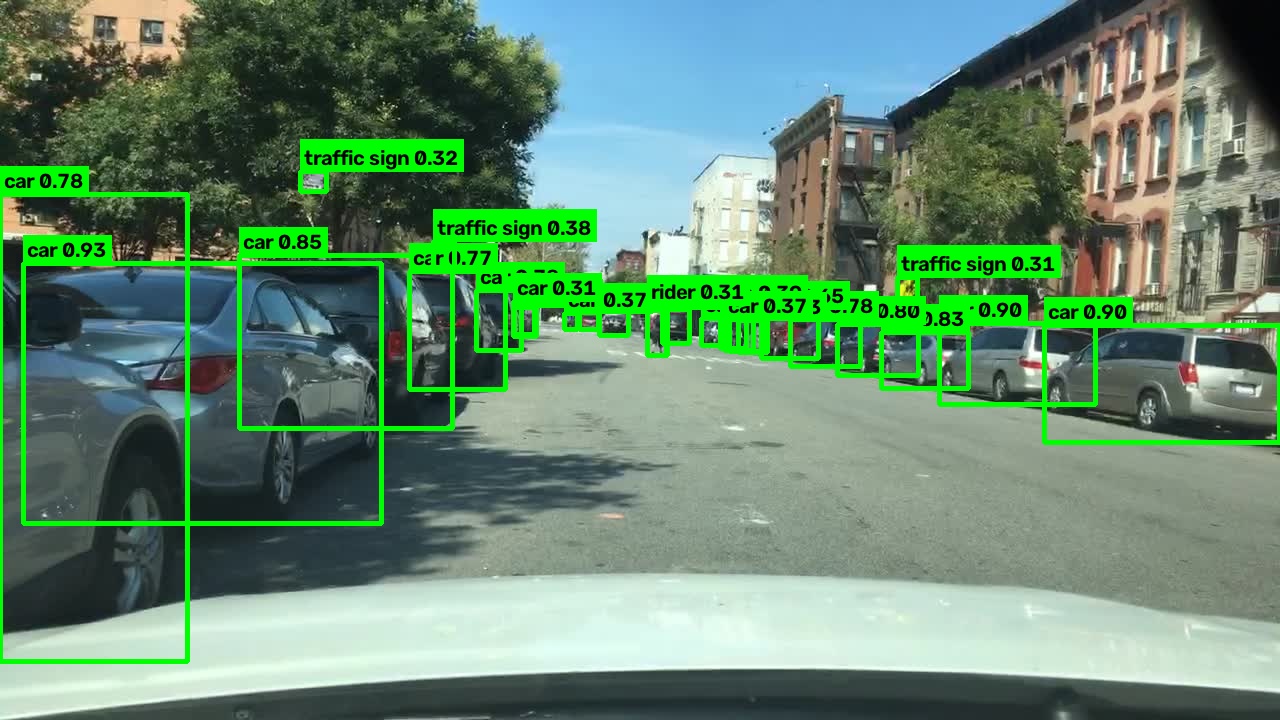 traffic sign 0.32
car 0.78
traffic sign 0.38
car 0.93
car 0.85
car 0.77
traffic sign 0.31
car 0.31
rider 0.31
car 0.37
car 0.37
0.78
0.80
0.83
0.90
car 0.90